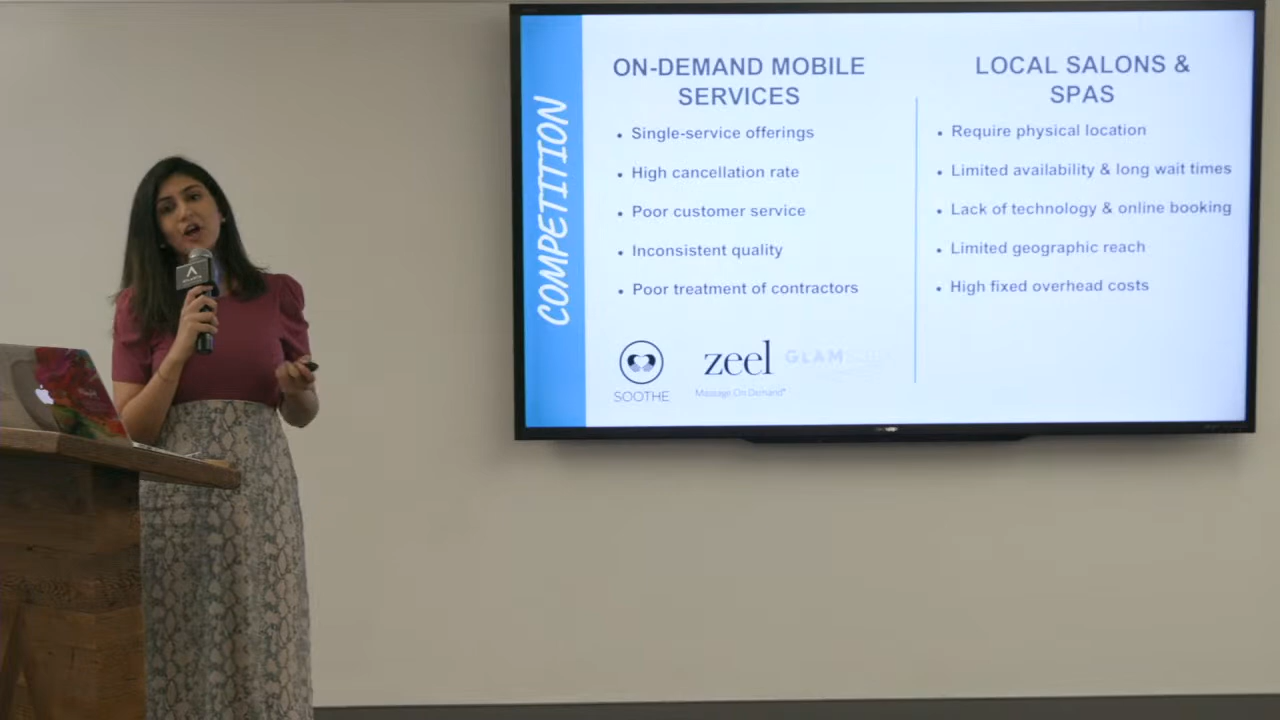 COMPETITION
ON-DEMAND MOBILE
SERVICES
• Single-service offerings
• High cancellation rate
• Poor customer service
• Inconsistent quality
• Poor treatment of contractors
SOOTHE
zeel
Massage On Demand
GLAM
LOCAL SALONS &
SPAS
• Require physical location
• Limited availability & long wait times
• Lack of technology & online booking
• Limited geographic reach
• High fixed overhead costs